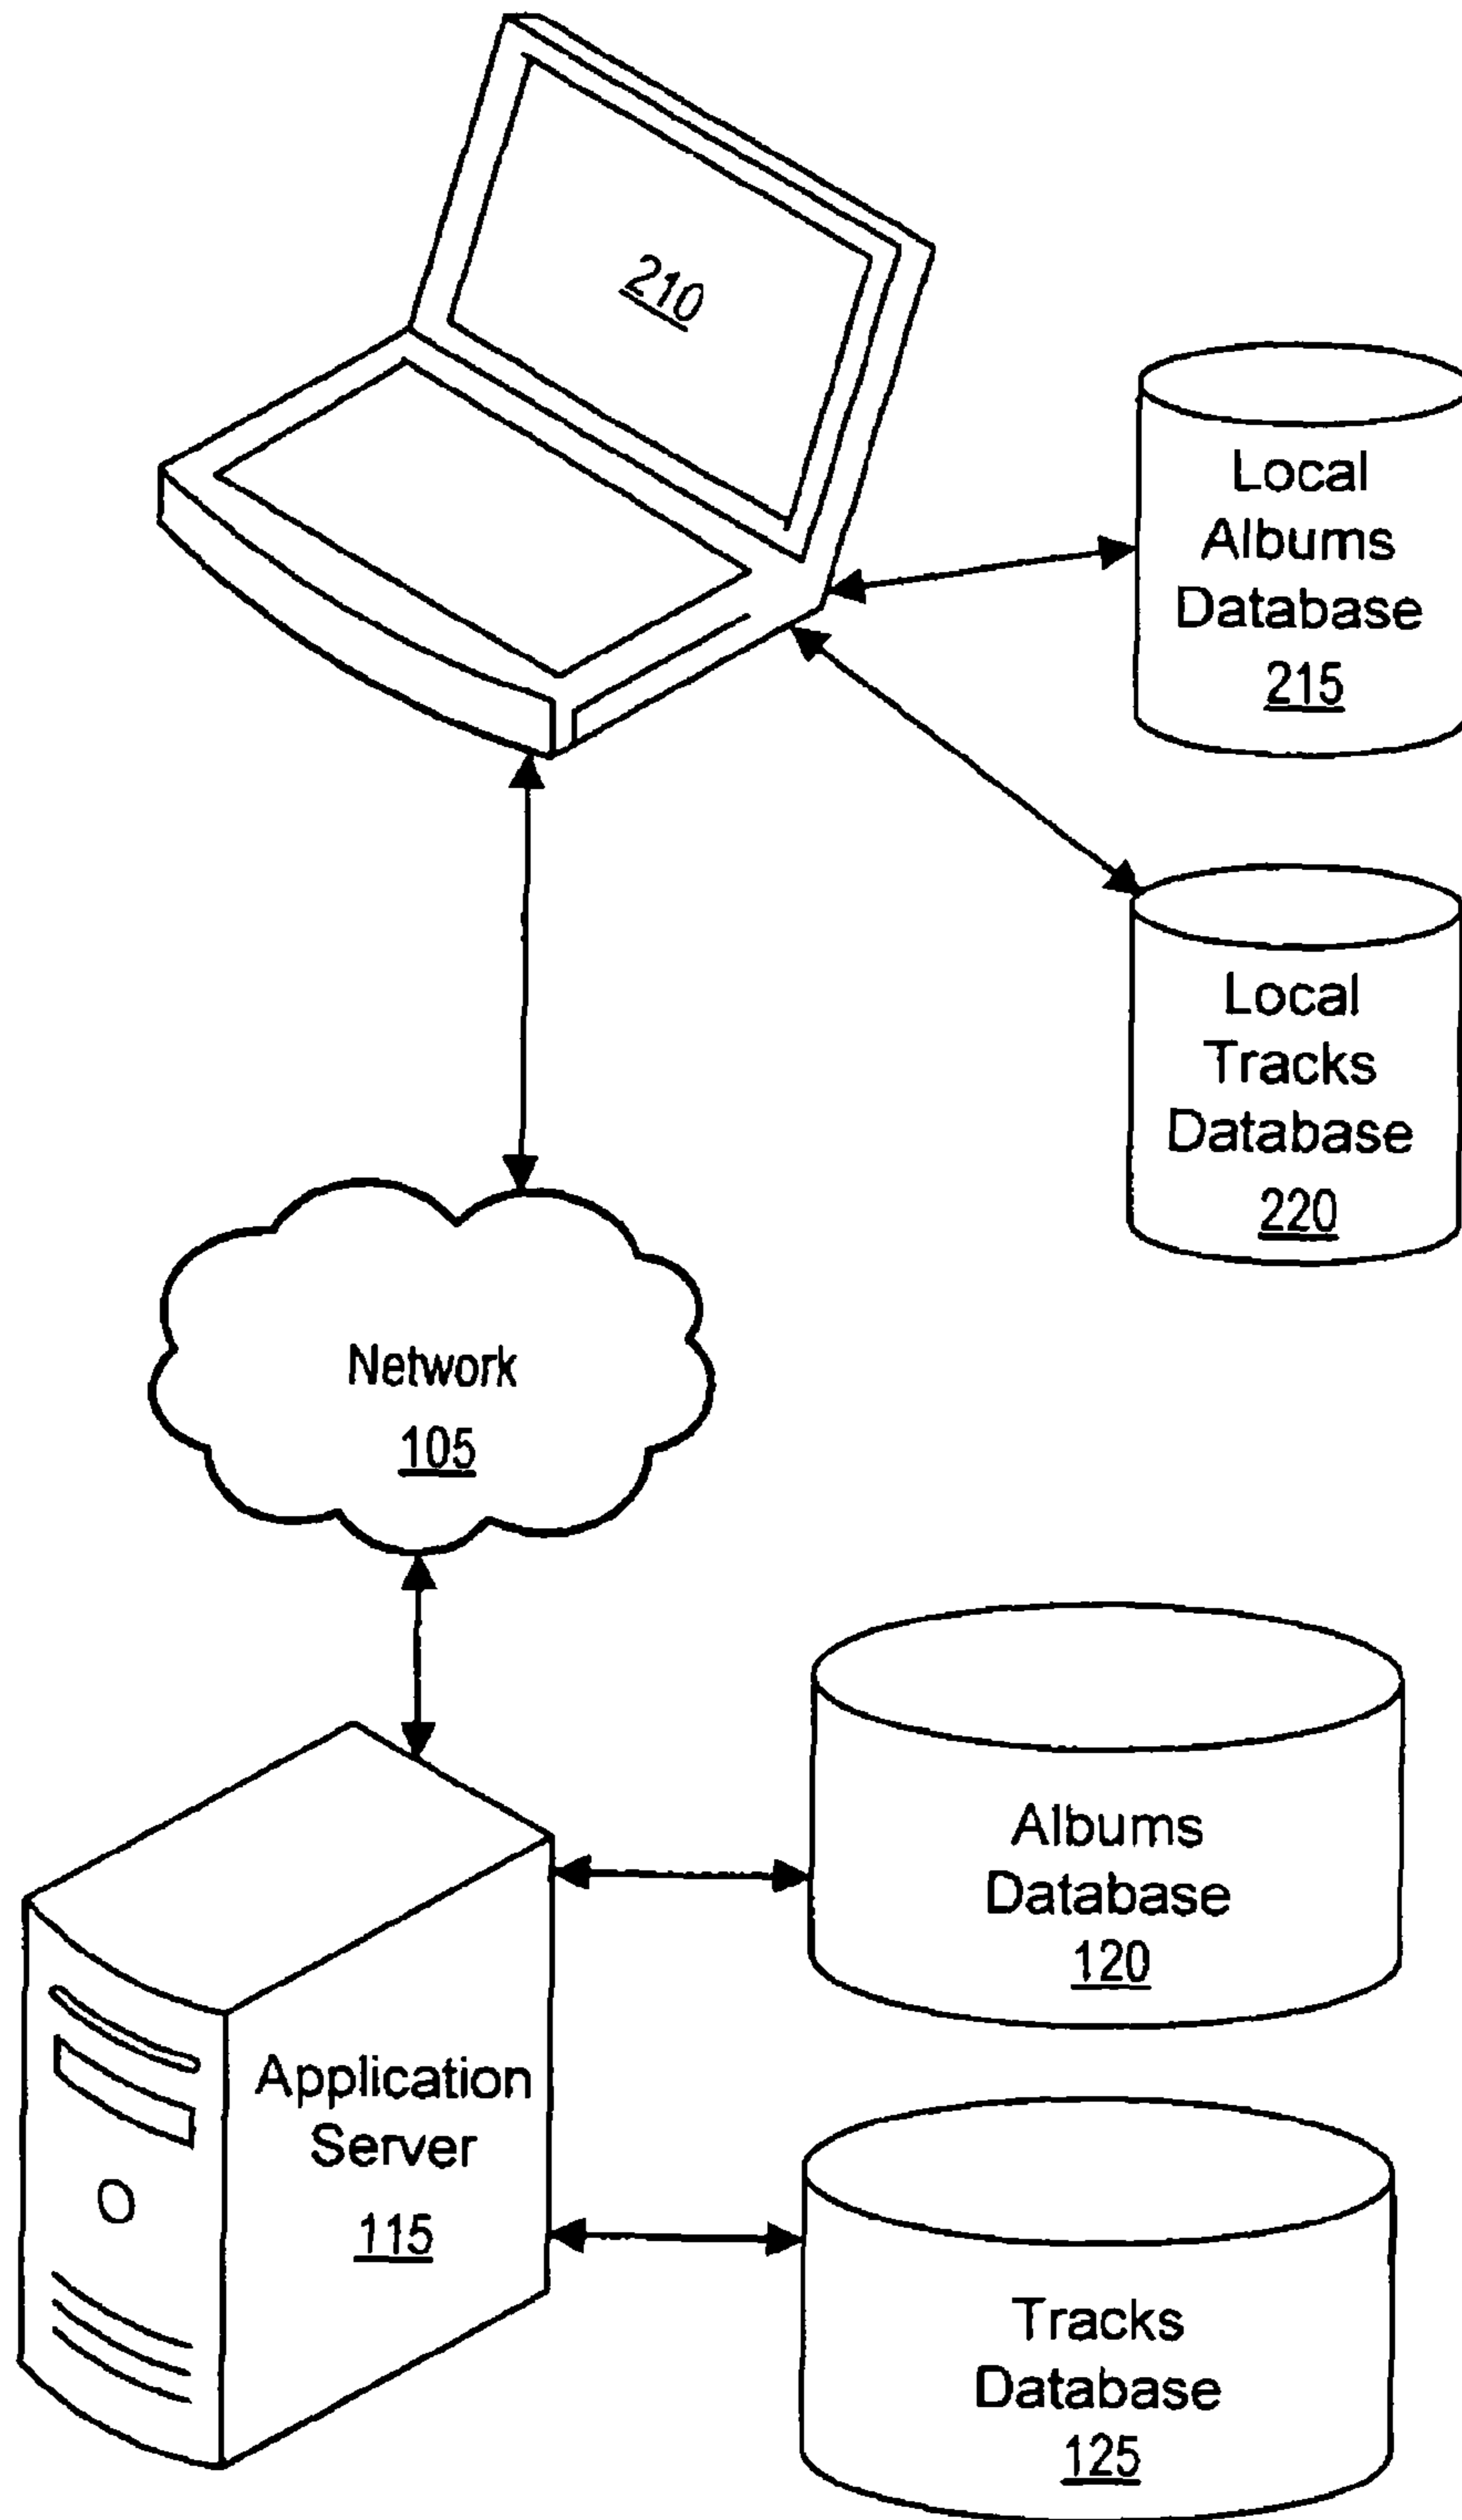 210
Local
Albums
Database
215
Local
Tracks
Database
220
Network
105
Albums
Database
120
Application
Server
115
Tracks
Database
125